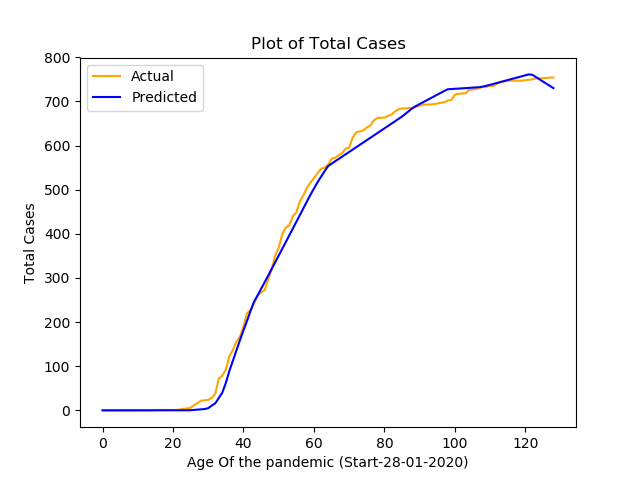 Plot of Total Cases
Actual
Predicted
800
700
600
500
400
300
200
100
0
Total Cases
0 20 40 60 80 100 120
Age Of the pandemic (Start-28-01-2020)